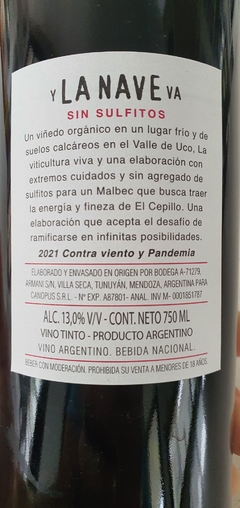 Y LA NAVE VA
SIN SULFITOS
Un viñedo orgánico en un lugar frío y de
suelos calcáreos en el Valle de Uco, La
viticultura viva y una elaboración con
extremos cuidados y sin agregado de
sulfitos para un Malbec que busca traer
la energía y fineza de El Cepillo. Una
elaboración que acepta el desafío de
ramificarse en infinitas posibilidades.
2021 Contra viento y Pandemia
ELABORADO Y ENVASADO EN ORIGEN POR BODEGA A-71279,
ARMANI S/N, VILLA SECA, TUNUYÁN, MENDOZA, ARGENTINA PARA
CANOPUS S.R.L. - Nº EXP. A87801- ANAL. INV M- 0001851787
ALC. 13,0% V/V - CONT. NETO 750 ML
VINO TINTO - PRODUCTO ARGENTINO
VINO ARGENTINO. BEBIDA NACIONAL.
BEBER CON MODERACIÓN. PROHIBIDA SU VENTA A MENORES DE 18 AÑOS.